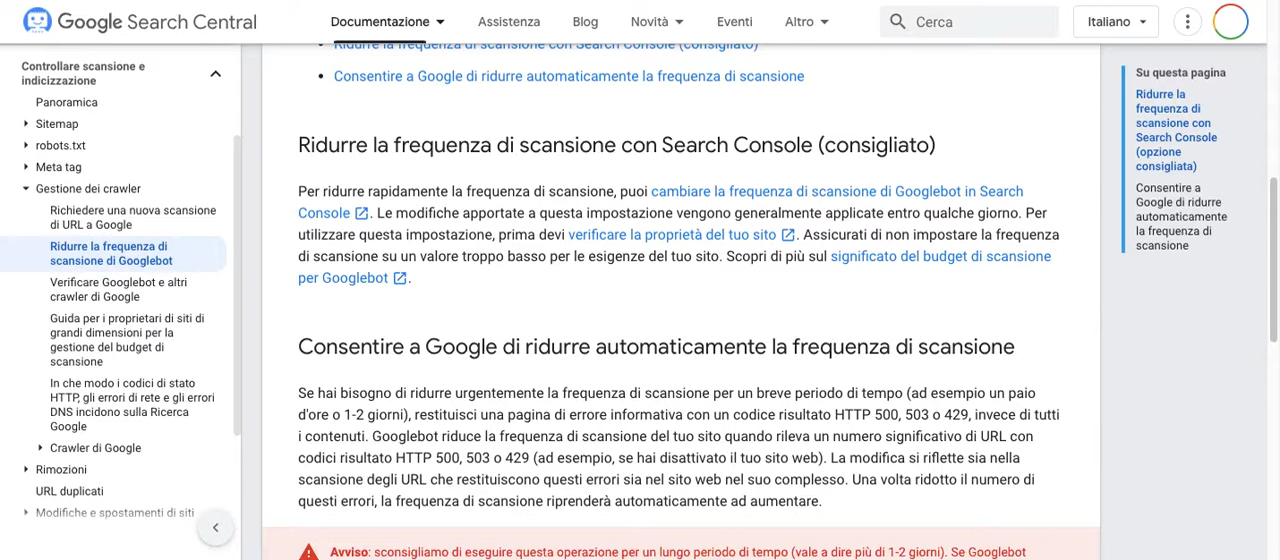 Google Search Central
Documentazione
Assistenza
Blog
Novità
Eventi
Altro
Cerca
Italiano
Controllare scansione e
indicizzazione
Panoramica
Sitemap
robots.txt
Meta tag
Gestione dei crawler
Richiedere una nuova scansione
di URL a Google
Ridurre la frequenza di
scansione di Googlebot
Verificare Googlebot e altri
crawler di Google
Guida per i proprietari di siti di
grandi dimensioni per la
gestione del budget di
scansione
In che modo i codici di stato
HTTP, gli errori di rete e gli errori
DNS incidono sulla Ricerca
Google
Crawler di Google
Rimozioni
URL duplicati
Modifiche e spostamenti di siti
Ridurre la frequenza di scansione con Search Console (consigliato)
Consentire a Google di ridurre automaticamente la frequenza di scansione
Ridurre la frequenza di scansione con Search Console (consigliato)
Per ridurre rapidamente la frequenza di scansione, puoi cambiare la frequenza di scansione di Googlebot in Search
Console. Le modifiche apportate a questa impostazione vengono generalmente applicate entro qualche giorno. Per
utilizzare questa impostazione, prima devi verificare la proprietà del tuo sito. Assicurati di non impostare la frequenza
di scansione su un valore troppo basso per le esigenze del tuo sito. Scopri di più sul significato del budget di scansione
per Googlebot.
Consentire a Google di ridurre automaticamente la frequenza di scansione
Se hai bisogno di ridurre urgentemente la frequenza di scansione per un breve periodo di tempo (ad esempio un paio
d'ore o 1-2 giorni), restituisci una pagina di errore informativa con un codice risultato HTTP 500, 503 o 429, invece di tutti
i contenuti. Googlebot riduce la frequenza di scansione del tuo sito quando rileva un numero significativo di URL con
codici risultato HTTP 500, 503 o 429 (ad esempio, se hai disattivato il tuo sito web). La modifica si riflette sia nella
scansione degli URL che restituiscono questi errori sia nel sito web nel suo complesso. Una volta ridotto il numero di
questi errori, la frequenza di scansione riprenderà automaticamente ad aumentare.
Avviso: sconsigliamo di eseguire questa operazione per un lungo periodo di tempo (vale a dire più di 1-2 giorni). Se Googlebot
Su questa pagina
Ridurre la
frequenza di
scansione con
Search Console
(opzione
consigliata)
Consentire a
Google di ridurre
automaticamente
la frequenza di
scansione